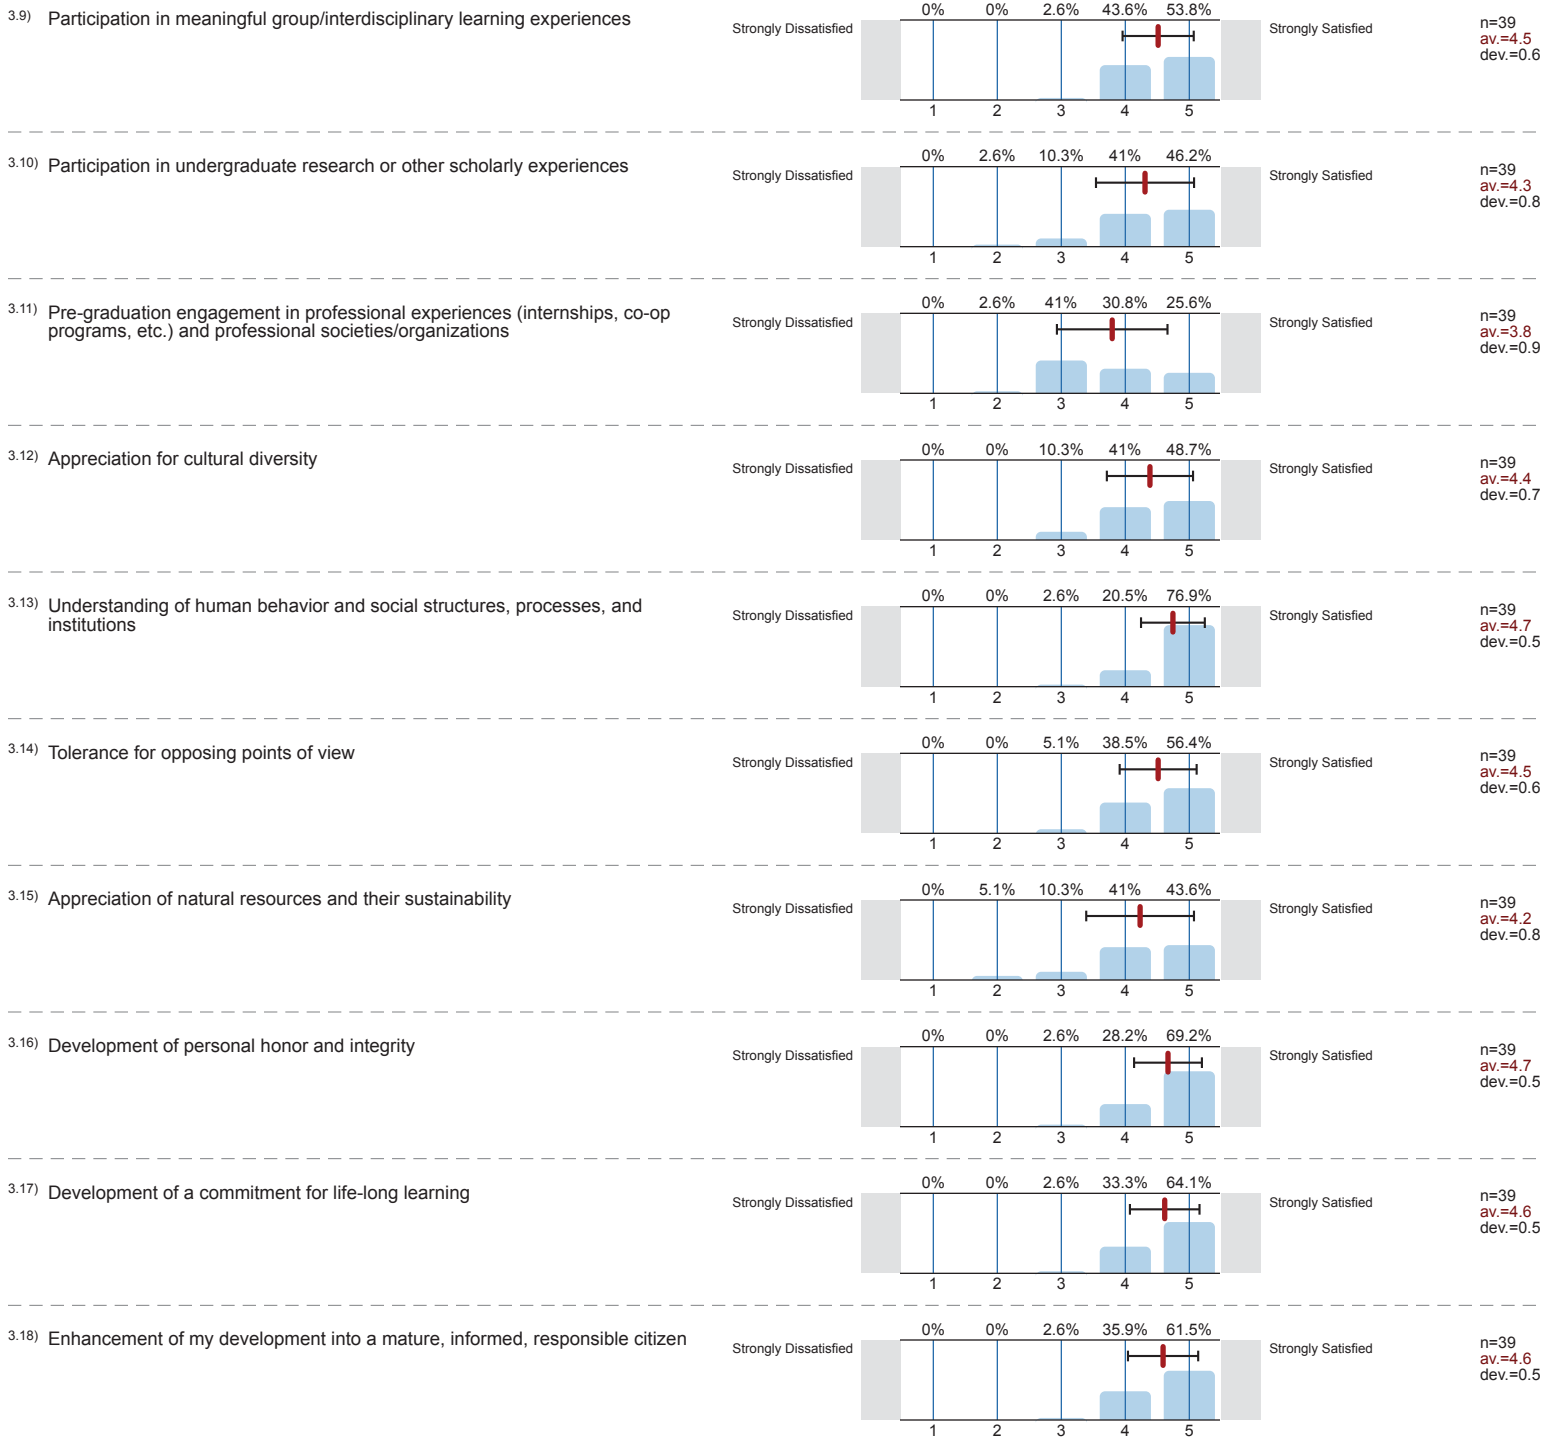 3.9) Participation in meaningful group/interdisciplinary learning experiences
0% 0% 2.6% 43.6% 53.8%
Strongly Dissatisfied Strongly Satisfied
n=39
av.=4.5
dev.=0.6
1 2 3 4 5
3.10) Participation in undergraduate research or other scholarly experiences
0% 2.6% 10.3% 41% 46.2%
Strongly Dissatisfied Strongly Satisfied
n=39
av.=4.3
dev.=0.8
1 2 3 4 5
3.11) Pre-graduation engagement in professional experiences (internships, co-op
programs, etc.) and professional societies/organizations
0% 2.6% 41% 30.8% 25.6%
Strongly Dissatisfied Strongly Satisfied
n=39
av.=3.8
dev.=0.9
1 2 3 4 5
3.12) Appreciation for cultural diversity
0% 0% 10.3% 41% 48.7%
Strongly Dissatisfied Strongly Satisfied
n=39
av.=4.4
dev.=0.7
1 2 3 4 5
3.13) Understanding of human behavior and social structures, processes, and
institutions
0% 0% 2.6% 20.5% 76.9%
Strongly Dissatisfied Strongly Satisfied
n=39
av.=4.7
dev.=0.5
1 2 3 4 5
3.14) Tolerance for opposing points of view
0% 0% 5.1% 38.5% 56.4%
Strongly Dissatisfied Strongly Satisfied
n=39
av.=4.5
dev.=0.6
1 2 3 4 5
3.15) Appreciation of natural resources and their sustainability
0% 5.1% 10.3% 41% 43.6%
Strongly Dissatisfied Strongly Satisfied
n=39
av.=4.2
dev.=0.8
1 2 3 4 5
3.16) Development of personal honor and integrity
0% 0% 2.6% 28.2% 69.2%
Strongly Dissatisfied Strongly Satisfied
n=39
av.=4.7
dev.=0.5
1 2 3 4 5
3.17) Development of a commitment for life-long learning
0% 0% 2.6% 33.3% 64.1%
Strongly Dissatisfied Strongly Satisfied
n=39
av.=4.6
dev.=0.5
1 2 3 4 5
3.18) Enhancement of my development into a mature, informed, responsible citizen
0% 0% 2.6% 35.9% 61.5%
Strongly Dissatisfied Strongly Satisfied
n=39
av.=4.6
dev.=0.5
1 2 3 4 5